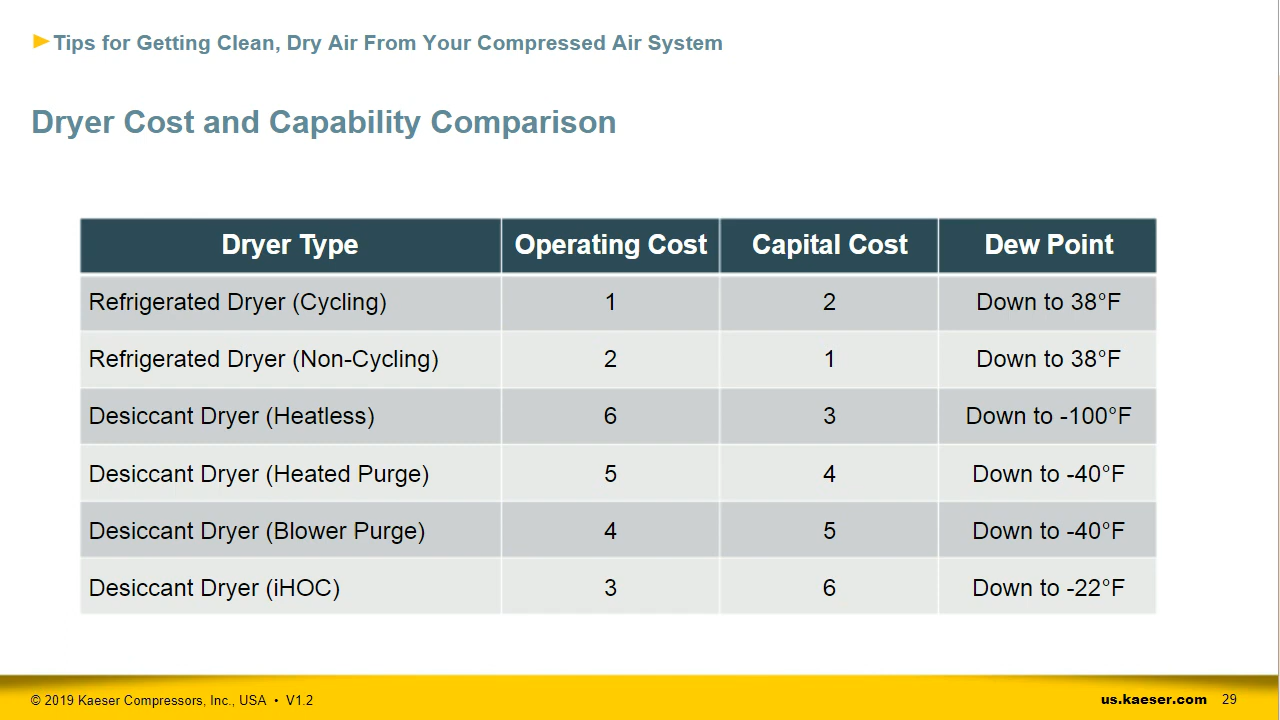 Tips for Getting Clean, Dry Air From Your Compressed Air System
Dryer Cost and Capability Comparison
Dryer Type Operating Cost Capital Cost Dew Point
Refrigerated Dryer (Cycling) 1 2 Down to 38°F
Refrigerated Dryer (Non-Cycling) 2 1 Down to 38°F
Desiccant Dryer (Heatless) 6 3 Down to -100°F
Desiccant Dryer (Heated Purge) 5 4 Down to -40°F
Desiccant Dryer (Blower Purge) 4 5 Down to -40°F
Desiccant Dryer (iHOC) 3 6 Down to -22°F
© 2019 Kaeser Compressors, Inc., USA • V1.2 us.kaeser.com 29